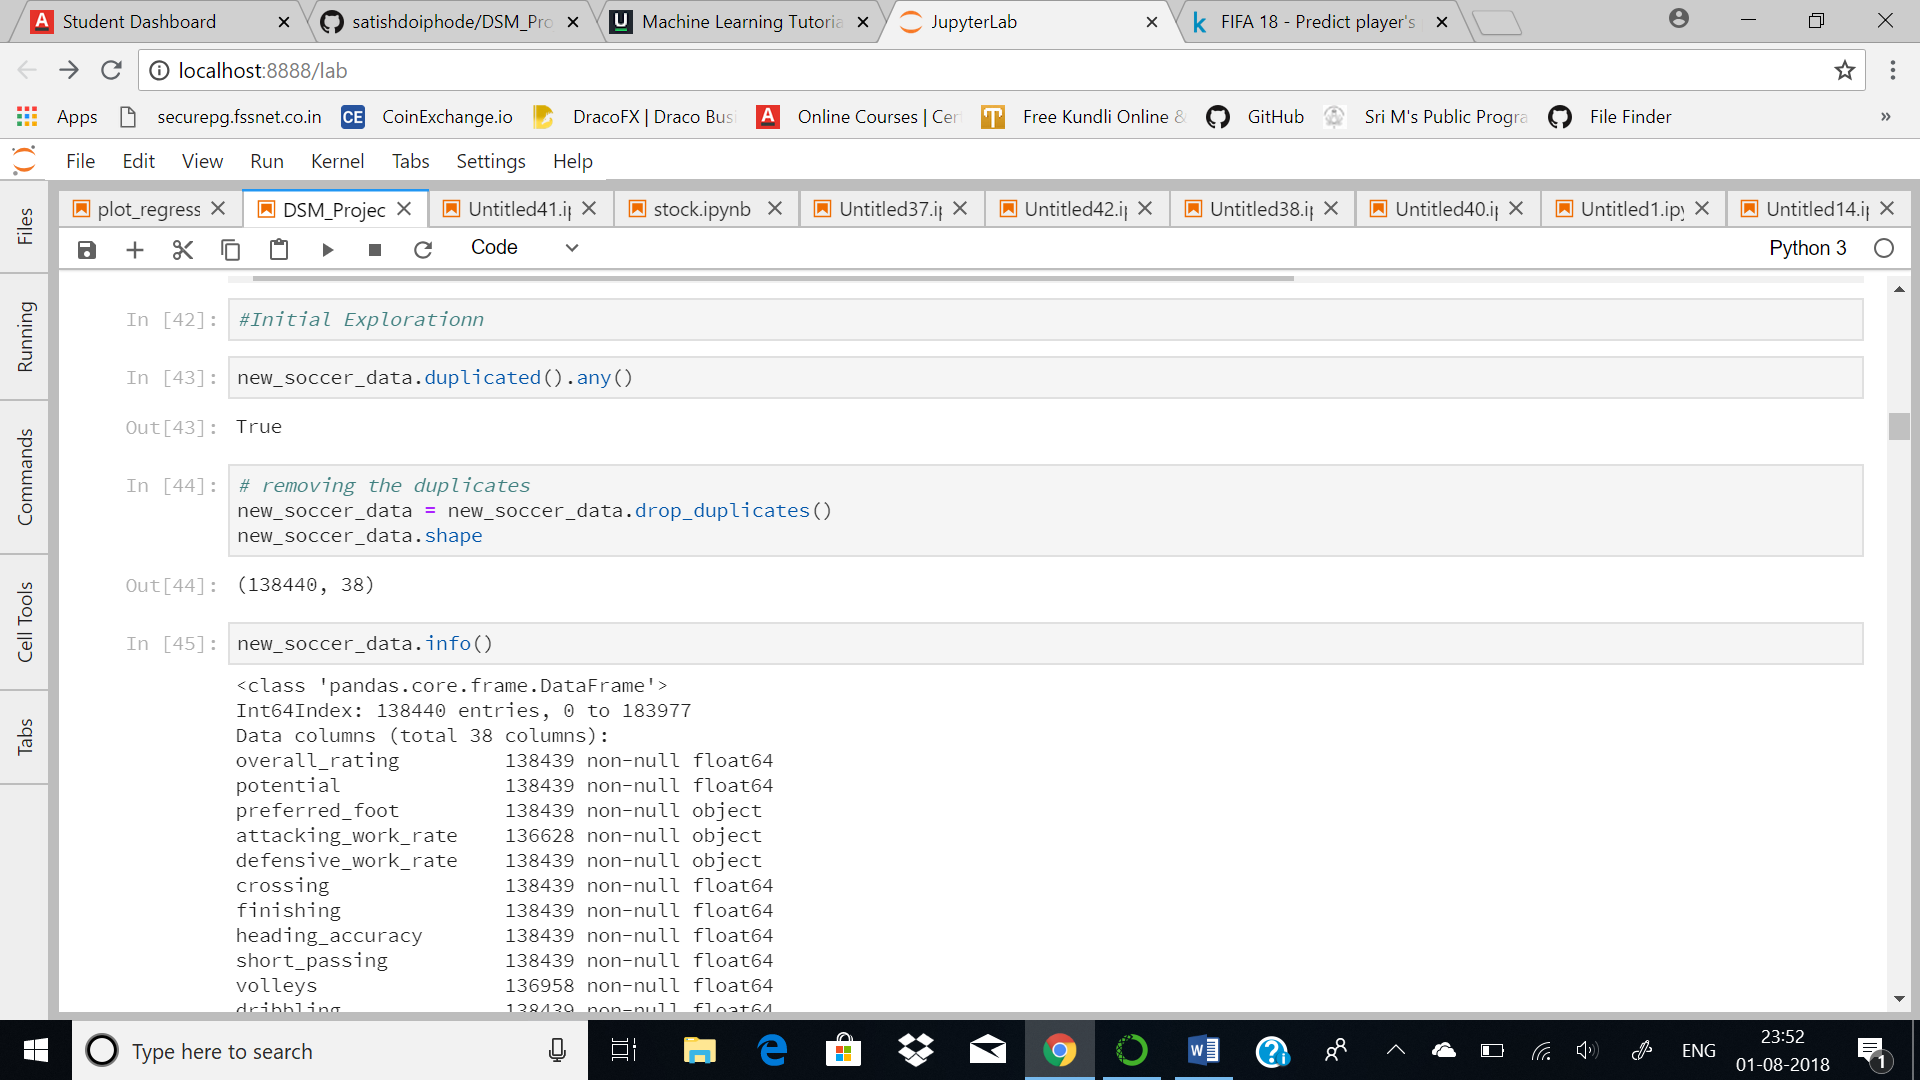 Student Dashboard
satishdoiphode/DSM_Pro
Machine Learning Tutoria
JupyterLab
FIFA 18 - Predict player's
localhost:8888/lab
Apps securepg.fssnet.co.in CoinExchange.io DracoFX | Draco Busi Online Courses | Cer Free Kundli Online & GitHub Sri M's Public Progra File Finder »
File Edit View Run Kernel Tabs Settings Help
plot_regress DSM_Projec Untitled41.i stock.ipynb Untitled37.i Untitled42.i Untitled38.i Untitled40.i Untitled1.ipy Untitled14.i
Code
Python 3
Files
Running
Commands
Cell Tools
Tabs
In [42]: #Initial Explorationn
In [43]: new_soccer_data.duplicated().any()
Out[43]: True
In [44]: # removing the duplicates
new_soccer_data = new_soccer_data.drop_duplicates()
new_soccer_data.shape
Out[44]: (138440, 38)
In [45]: new_soccer_data.info()
<class 'pandas.core.frame.DataFrame'>
Int64Index: 138440 entries, 0 to 183977
Data columns (total 38 columns):
overall_rating 138439 non-null float64
potential 138439 non-null float64
preferred_foot 138439 non-null object
attacking_work_rate 136628 non-null object
defensive_work_rate 138439 non-null object
crossing 138439 non-null float64
finishing 138439 non-null float64
heading_accuracy 138439 non-null float64
short_passing 138439 non-null float64
volleys 136958 non-null float64
dribbling 138439 non-null float64
Type here to search
ENG
23:52
01-08-2018
1